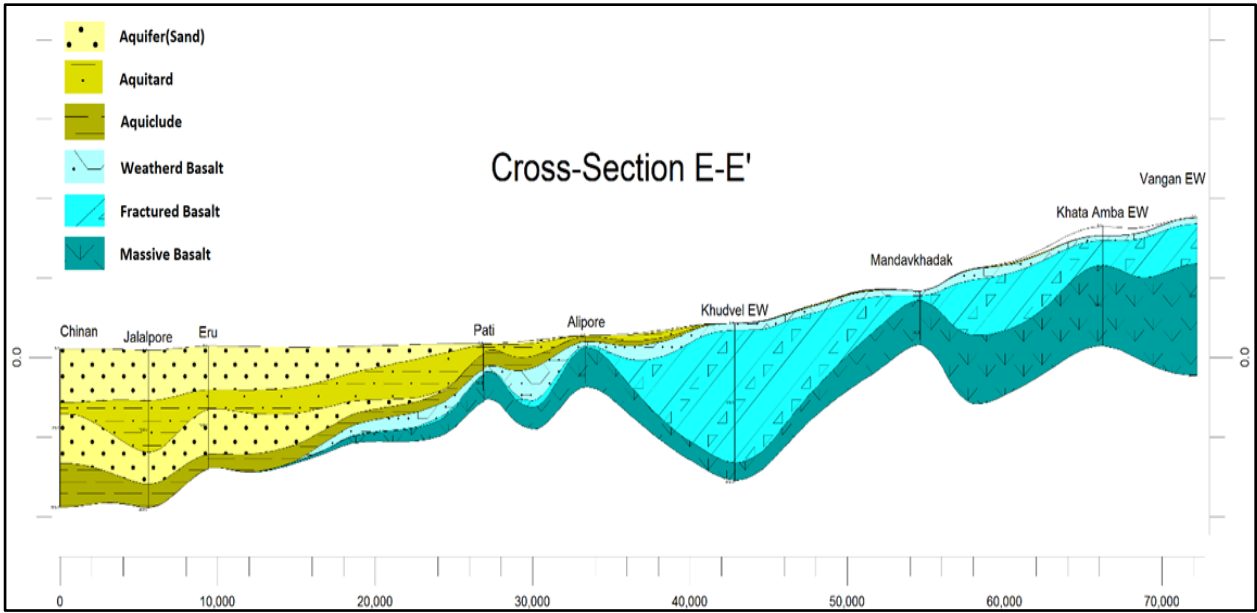 Aquifer(Sand)
Aquitard
Aquiclude
Weatherd Basalt
Fractured Basalt
Massive Basalt
Cross-Section E-E'
Vangan EW
Khata Amba EW
Mandavkhadak
Khudvel EW
Alipore
Pati
Eru
Jalalpore
Chinan
0.0
0.0
0
10,000
20,000
30,000
40,000
50,000
60,000
70,000